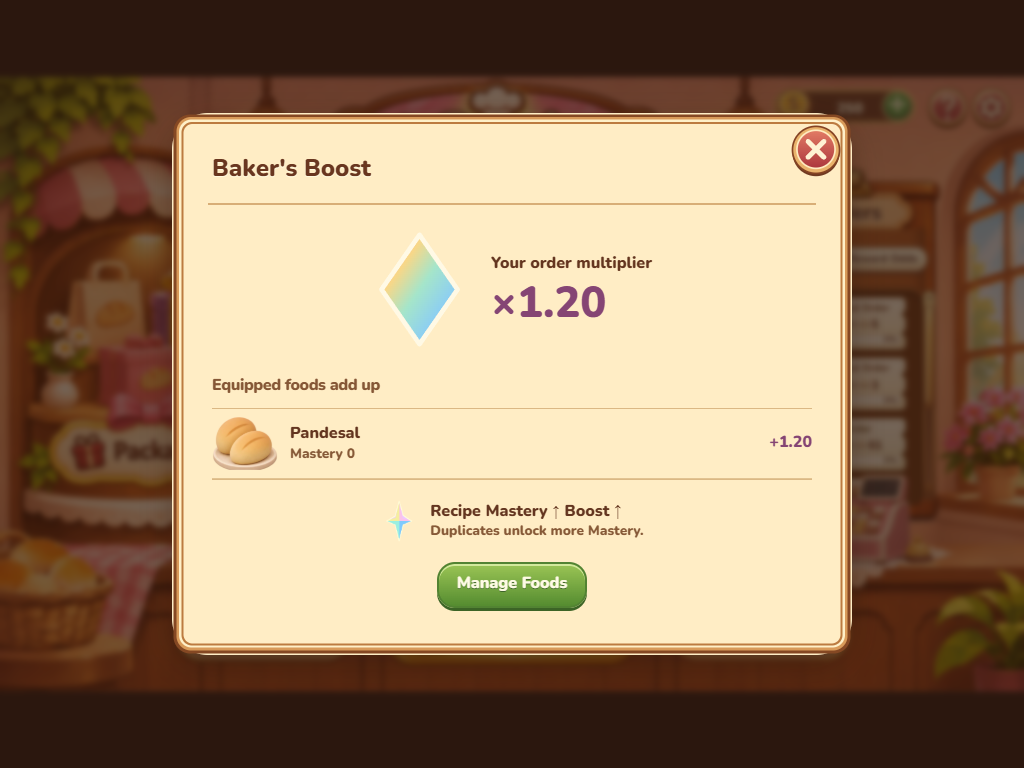 Baker's Boost
Your order multiplier
×1.20
Equipped foods add up
Pandesal
Mastery 0
+1.20
Recipe Mastery ↑ Boost ↑
Duplicates unlock more Mastery.
Manage Foods